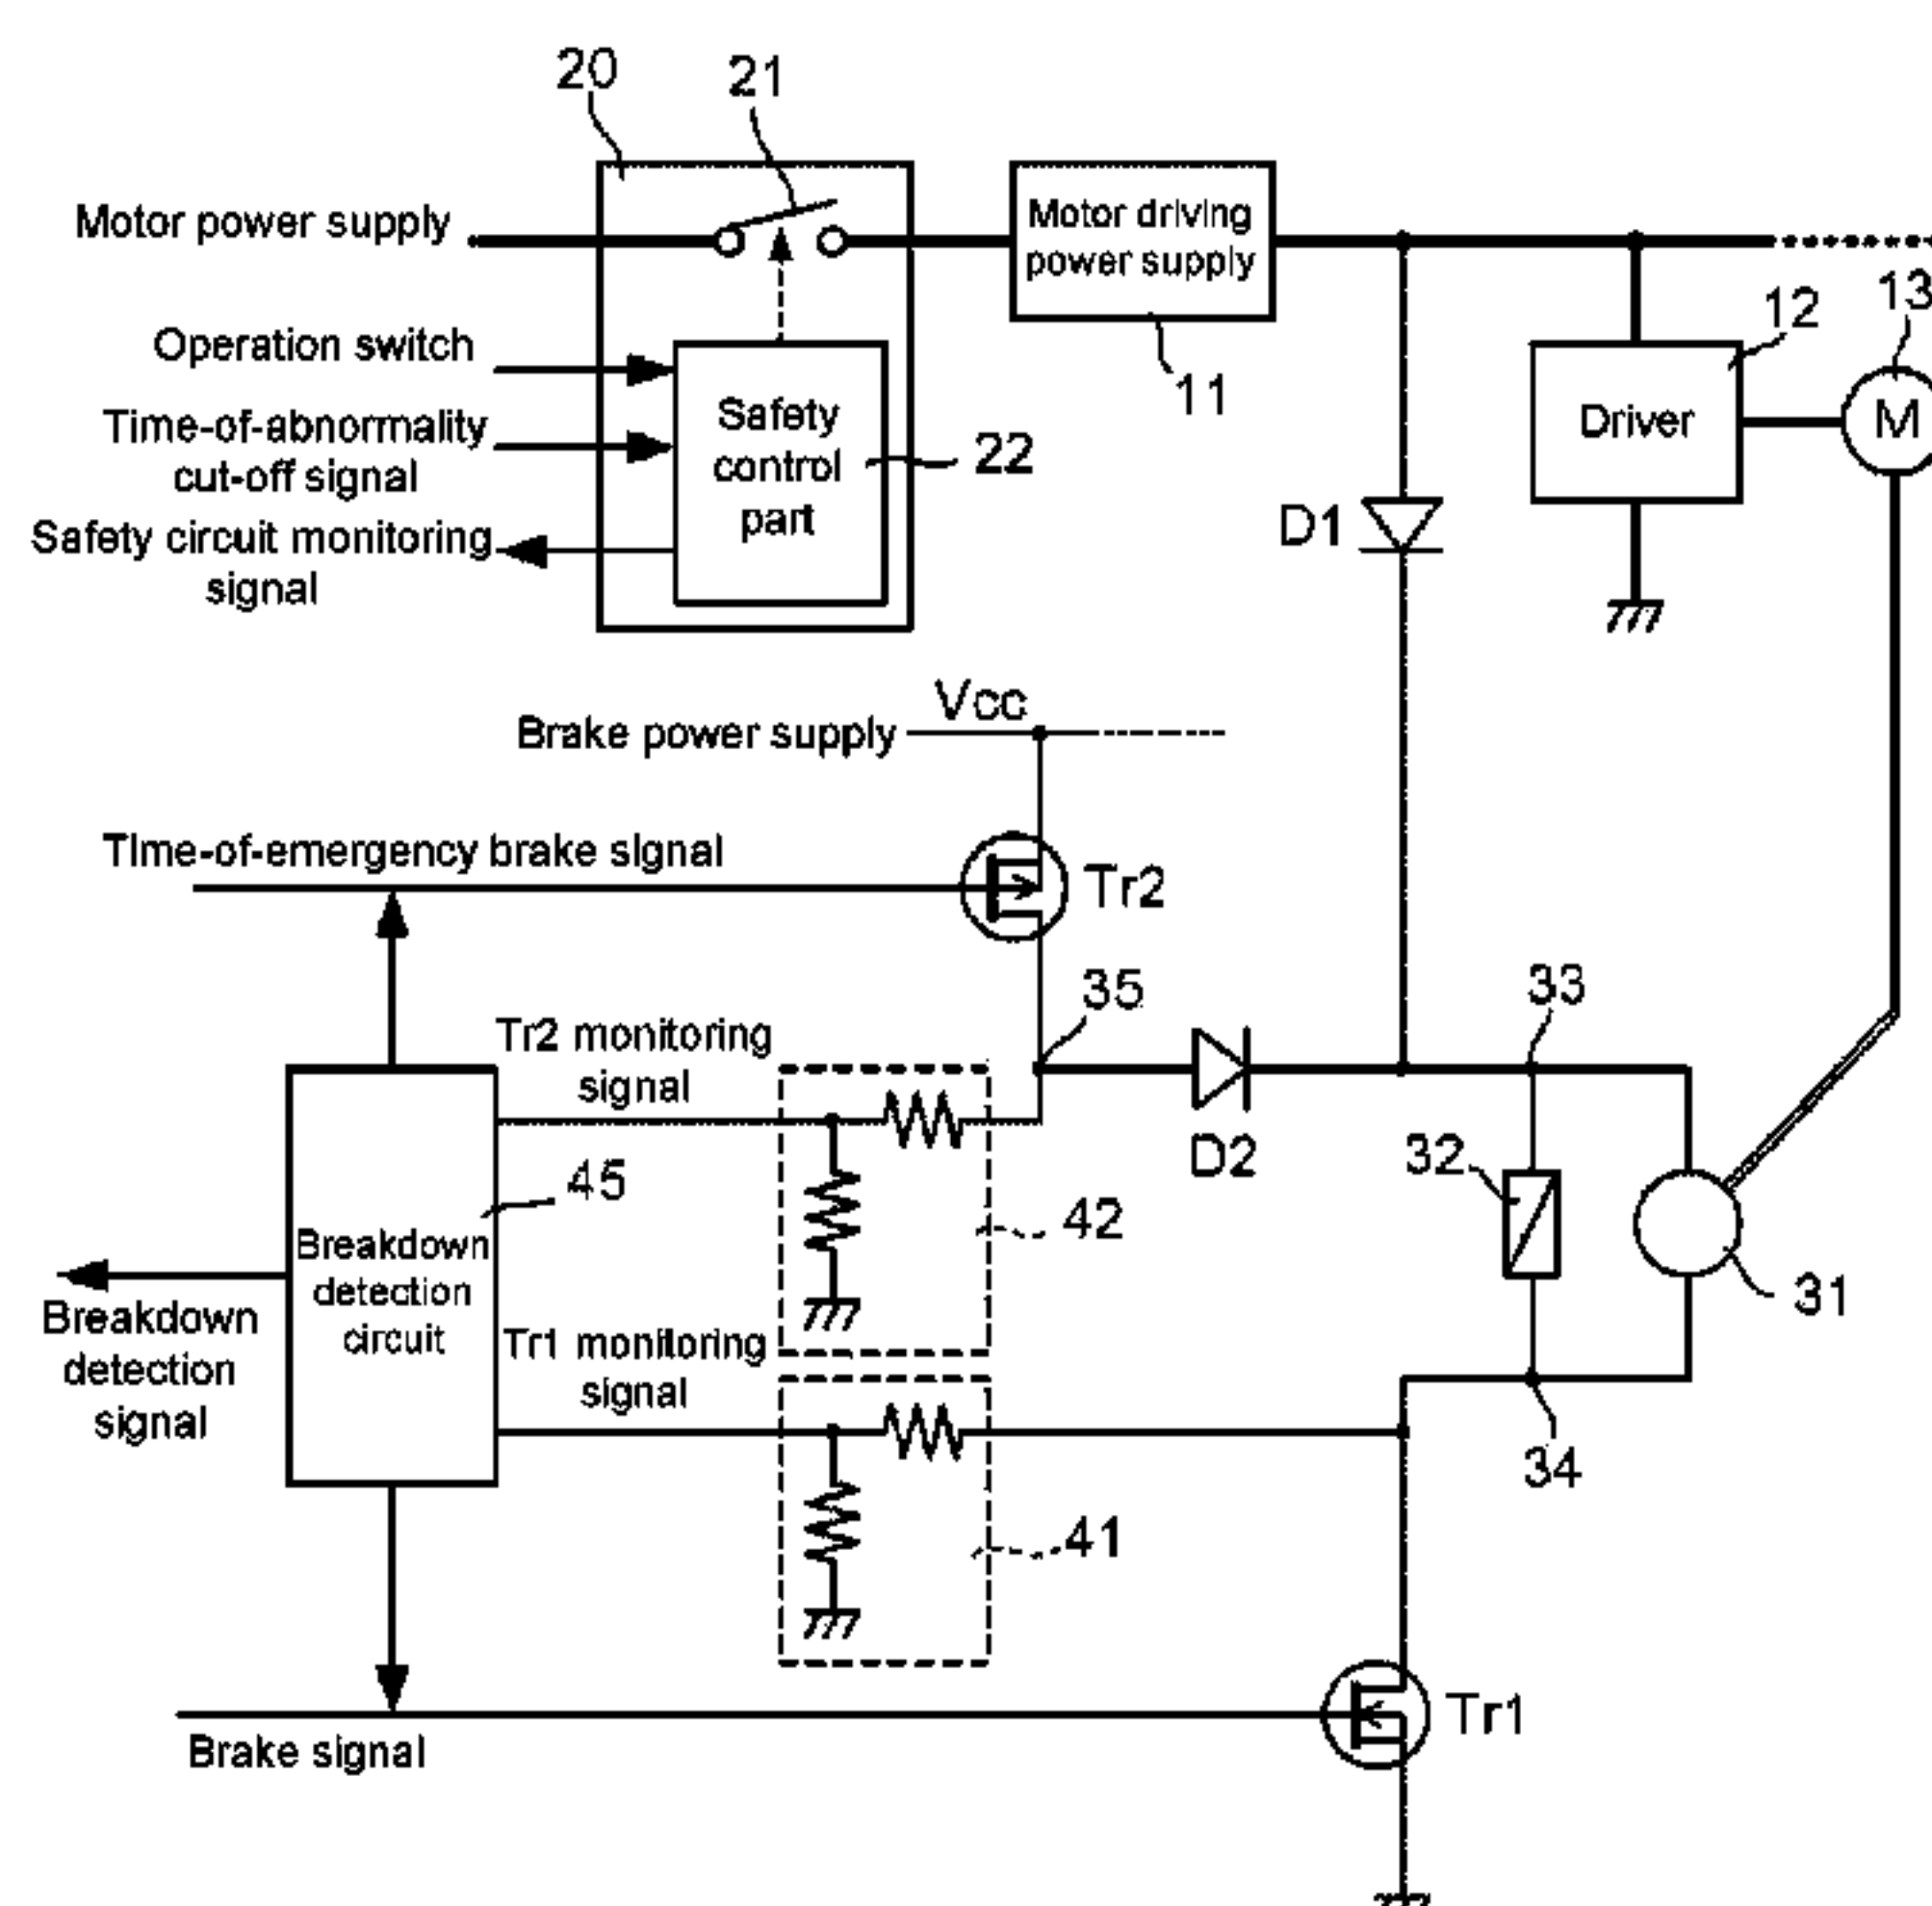 20
21
Motor power supply
Motor driving
power supply
13
12
Operation switch
11
Driver
M
Time-of-abnormality
cut-off signal
Safety
control
part
22
D1
Safety circuit monitoring
signal
Brake power supply
Vcc
Time-of-emergency brake signal
Tr2
35
33
Tr2 monitoring
signal
D2
32
45
42
Breakdown
detection
circuit
31
Breakdown
detection
signal
Tr1 monitoring
signal
34
41
Tr1
Brake signal